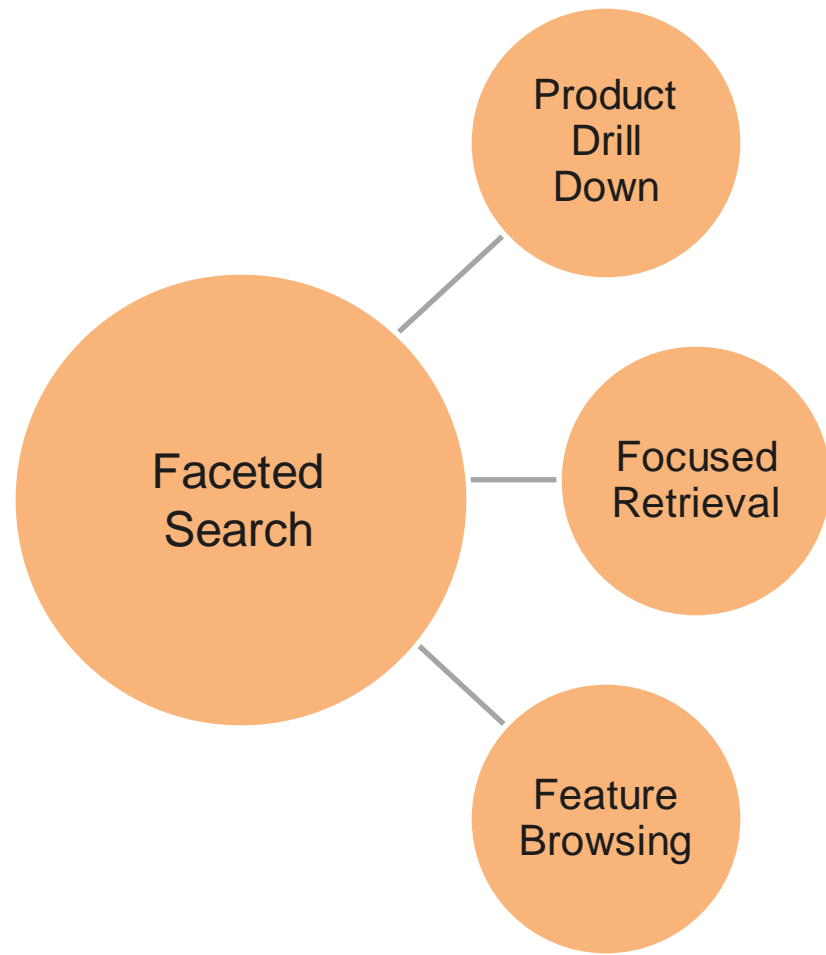 Product
Drill
Down
Faceted
Search
Focused
Retrieval
Feature
Browsing